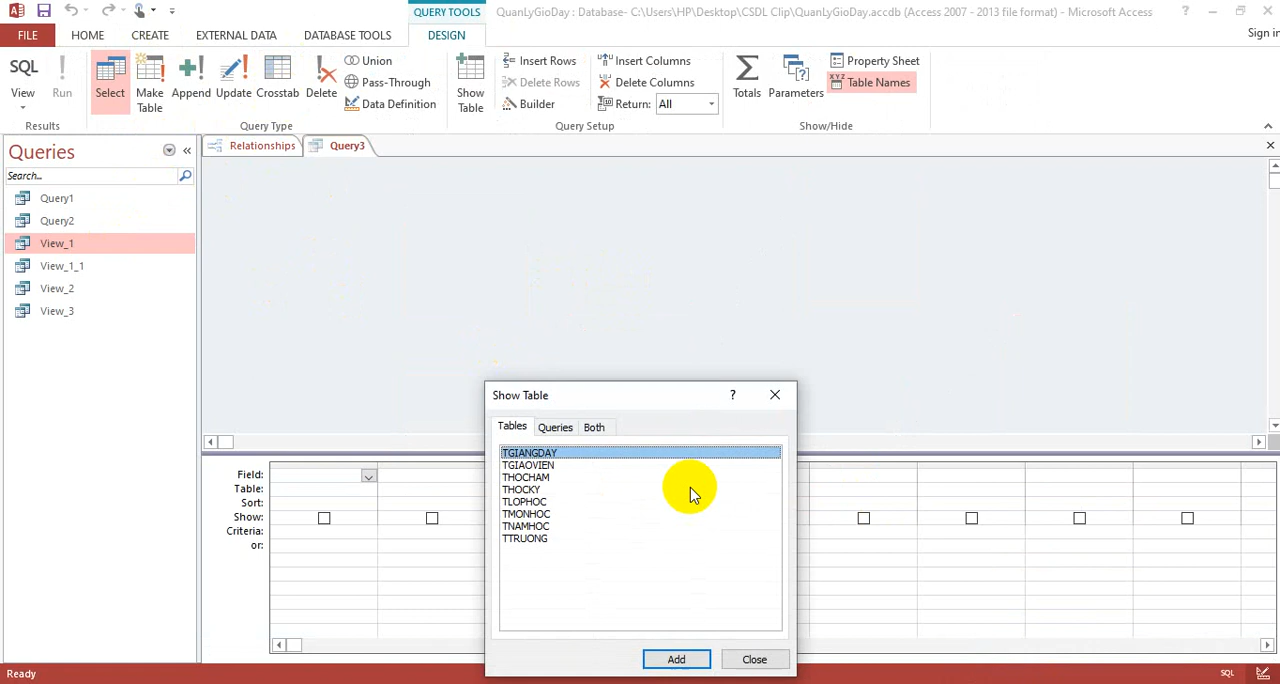 QUERY TOOLS
QuanLyGioDay : Database- C:\Users\HP\Desktop\CSDL Clip\QuanLyGioDay.accdb (Access 2007 - 2013 file format) - Microsoft Access
?
FILE HOME CREATE EXTERNAL DATA DATABASE TOOLS DESIGN Sign in
SQL
View
Run
Select
Make
Table
Append
Update
Crosstab
Delete
Union
Pass-Through
Data Definition
Show
Table
Insert Rows
Delete Rows
Builder
Insert Columns
Delete Columns
Return: All
Totals
Parameters
Property Sheet
XYZ
Table Names
Results
Query Type
Query Setup
Show/Hide
Queries
Search...
Query1
Query2
View_1
View_1_1
View_2
View_3
Relationships
Query3
Show Table
?
Tables
Queries
Both
TGIANGDAY
TGIAOVIEN
THOCHAM
THOCKY
TLOPHOC
TMONHOC
TNAMHOC
TTRUONG
Add
Close
Field:
Table:
Sort:
Show:
Criteria:
or:
Ready
SQL